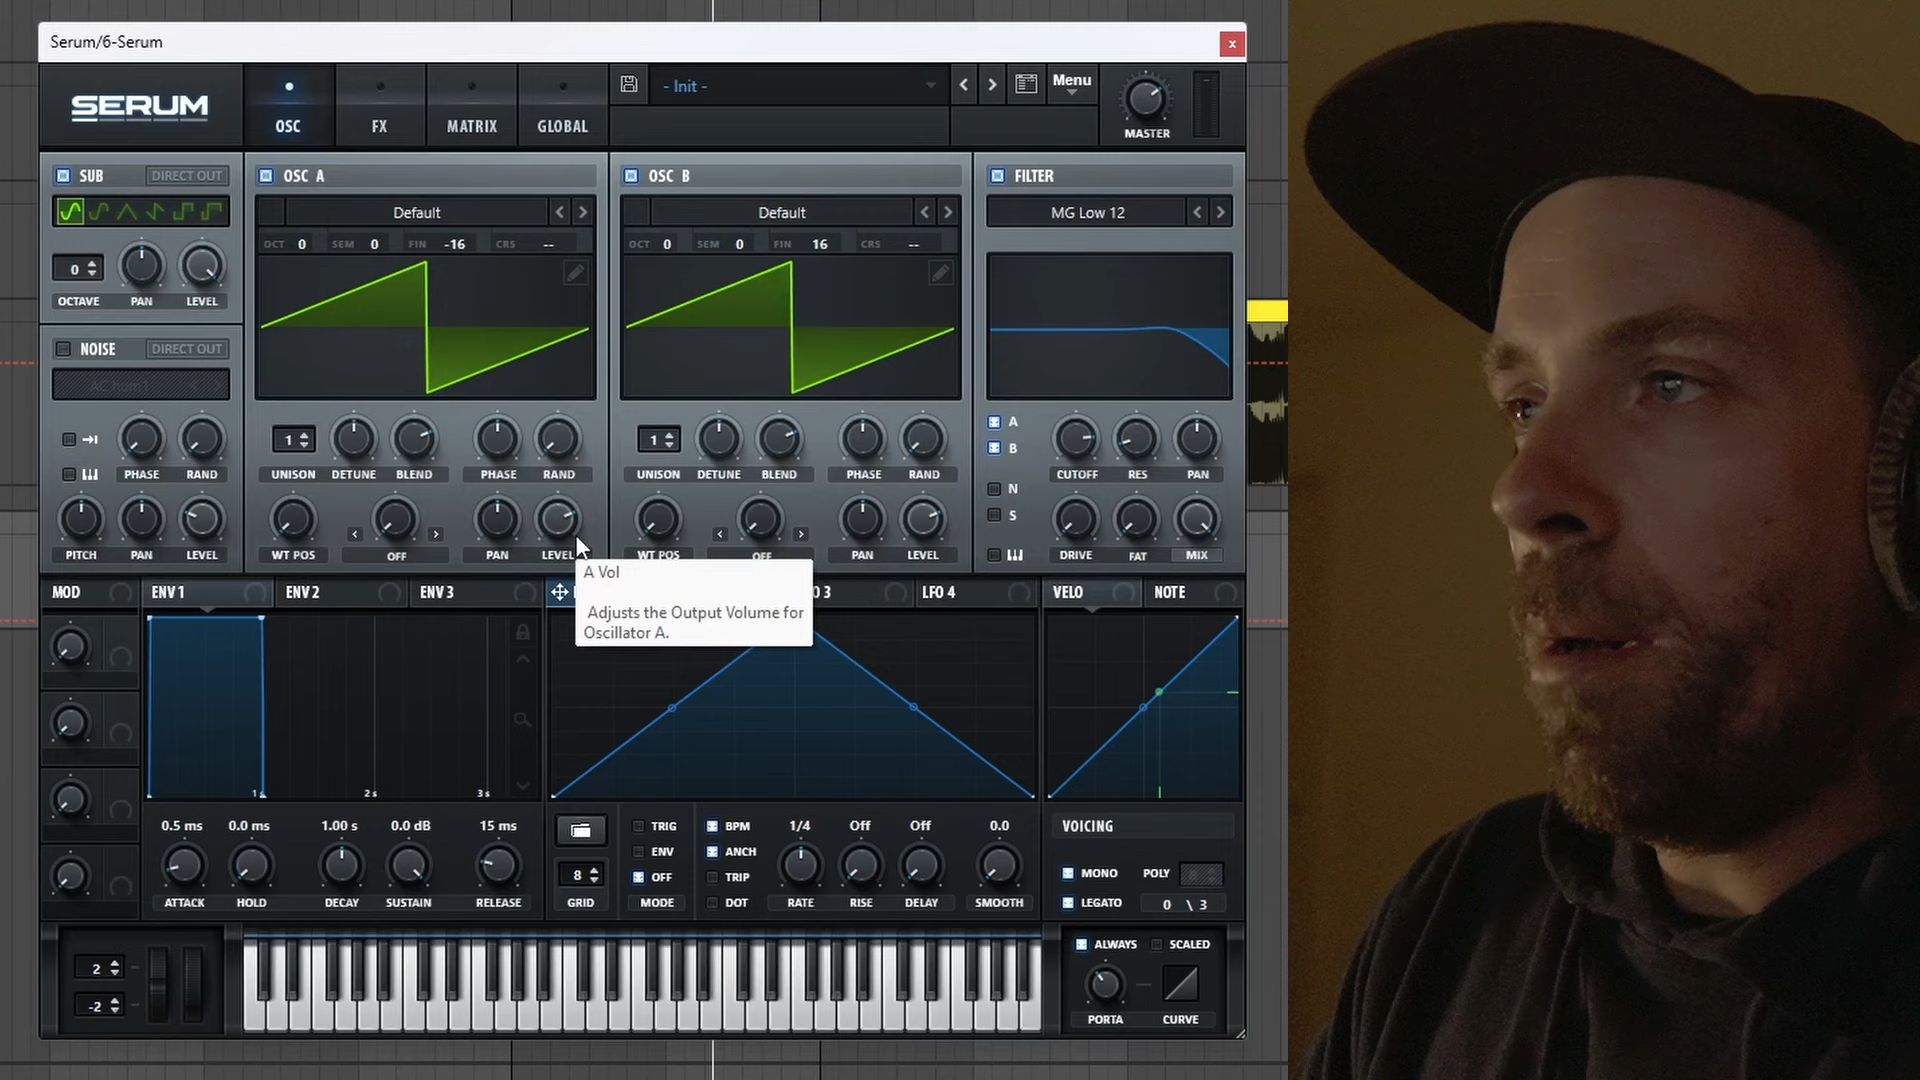 Serum/6-Serum
x
SERUM
OSC
FX
MATRIX
GLOBAL
- Init -
Menu
MASTER
SUB
DIRECT OUT
0
OCTAVE
PAN
LEVEL
NOISE
DIRECT OUT
AC hum1
PHASE
RAND
PITCH
PAN
LEVEL
OSC A
Default
OCT 0 SEM 0 FIN -16 CRS --
1
UNISON DETUNE BLEND PHASE RAND
WT POS OFF PAN LEVEL
OSC B
Default
OCT 0 SEM 0 FIN 16 CRS --
1
UNISON DETUNE BLEND PHASE RAND
WT POS OFF PAN LEVEL
FILTER
MG Low 12
A
B
N
S
CUTOFF RES PAN
DRIVE FAT MIX
A Vol
Adjusts the Output Volume for
Oscillator A.
MOD
ENV 1
ENV 2
ENV 3
O 3
LFO 4
VELO
NOTE
1s
2s
3s
0.5 ms 0.0 ms 1.00 s 0.0 dB 15 ms
ATTACK HOLD DECAY SUSTAIN RELEASE
8
GRID
TRIG
ENV
OFF
MODE
BPM
ANCH
TRIP
DOT
1/4 Off Off 0.0
RATE RISE DELAY SMOOTH
VOICING
MONO POLY
LEGATO 0 \ 3
2
-2
ALWAYS SCALED
PORTA CURVE